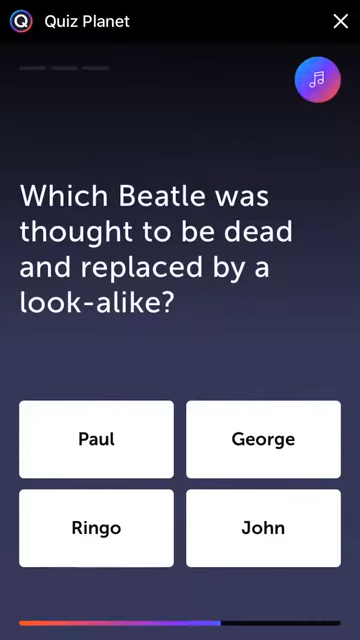 Quiz Planet
Which Beatle was
thought to be dead
and replaced by a
look-alike?
Paul
George
Ringo
John